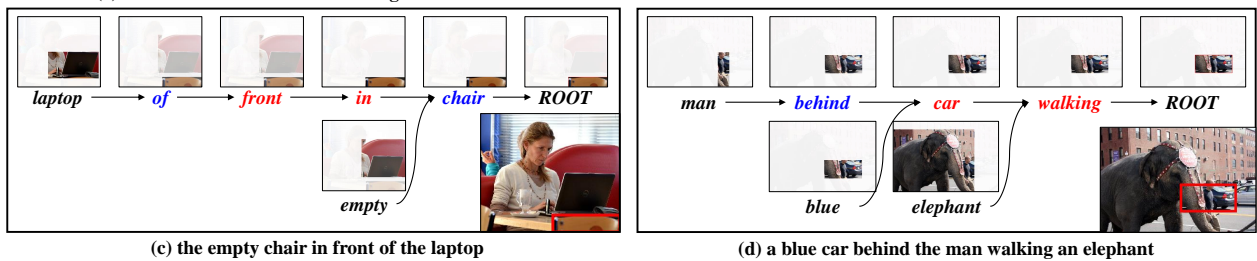 laptop of front in chair ROOT
empty
(c) the empty chair in front of the laptop
man behind car walking ROOT
blue elephant
(d) a blue car behind the man walking an elephant